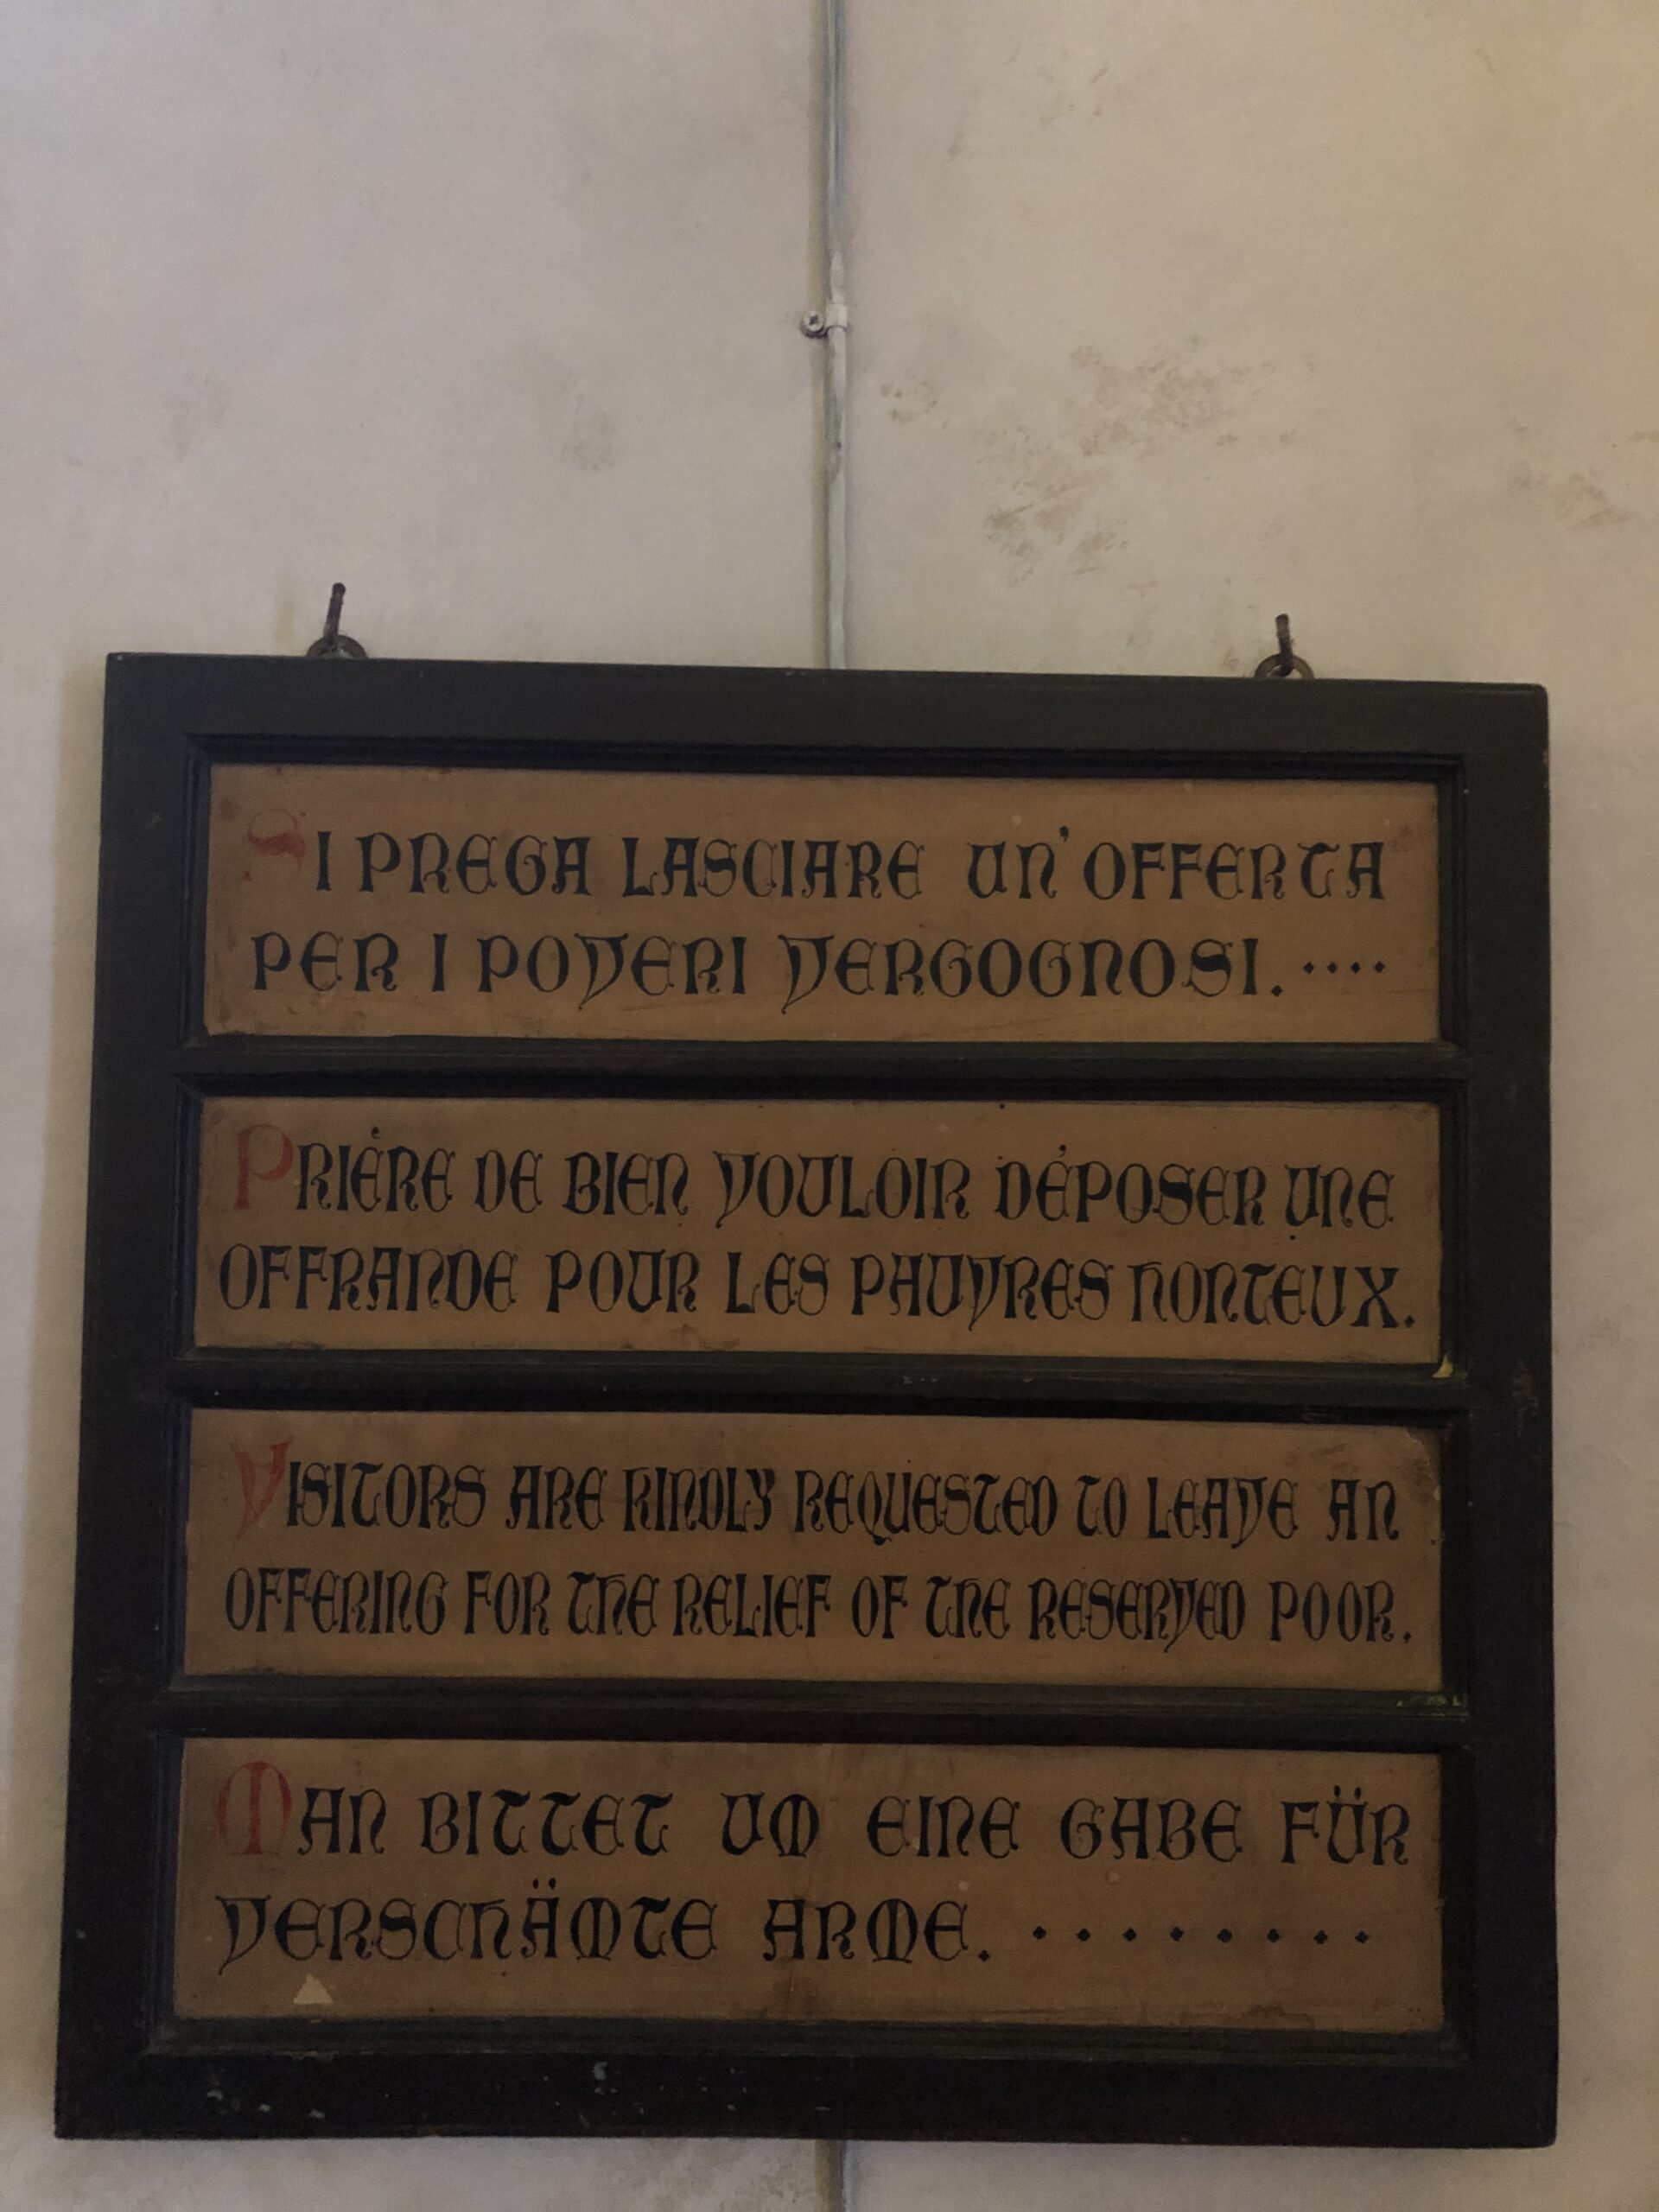 SI PREGA LASCIARE UN' OFFERTA
PER I POVERI VERGOGNOSI. ....
PRIÈRE DE BIEN VOULOIR DÉPOSER UNE
OFFRANDE POUR LES PAUVRES HONTEUX.
VISITORS ARE KINDLY REQUESTED TO LEAVE AN
OFFERING FOR THE RELIEF OF THE RESERVED POOR.
MAN BITTET UM EINE GABE FÜR
VERSCHÄMTE ARME. .........